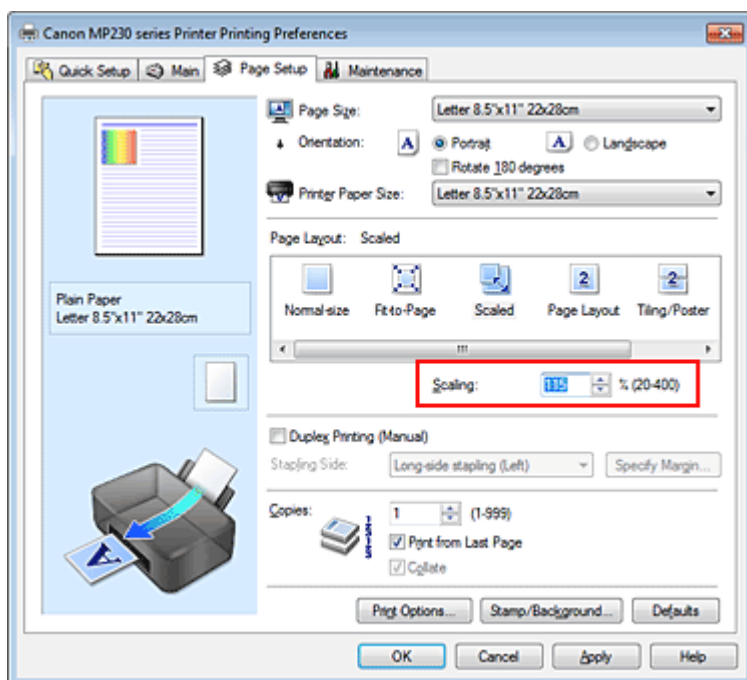 Canon MP230 series Printer Printing Preferences
Quick Setup Main Page Setup Maintenance
Page Size: Letter 8.5"x11" 22x28cm
Orientation: A Portrait A Landscape
Rotate 180 degrees
Printer Paper Size: Letter 8.5"x11" 22x28cm
Page Layout: Scaled
Normal-size Fit-to-Page Scaled Page Layout Tiling/Poster
Plain Paper
Letter 8.5"x11" 22x28cm
Scaling: 115 % (20-400)
Duplex Printing (Manual)
Stapling Side: Long-side stapling (Left) Specify Margin...
Copies: 1 (1-999)
Print from Last Page
Collate
Print Options... Stamp/Background... Defaults
OK Cancel Apply Help